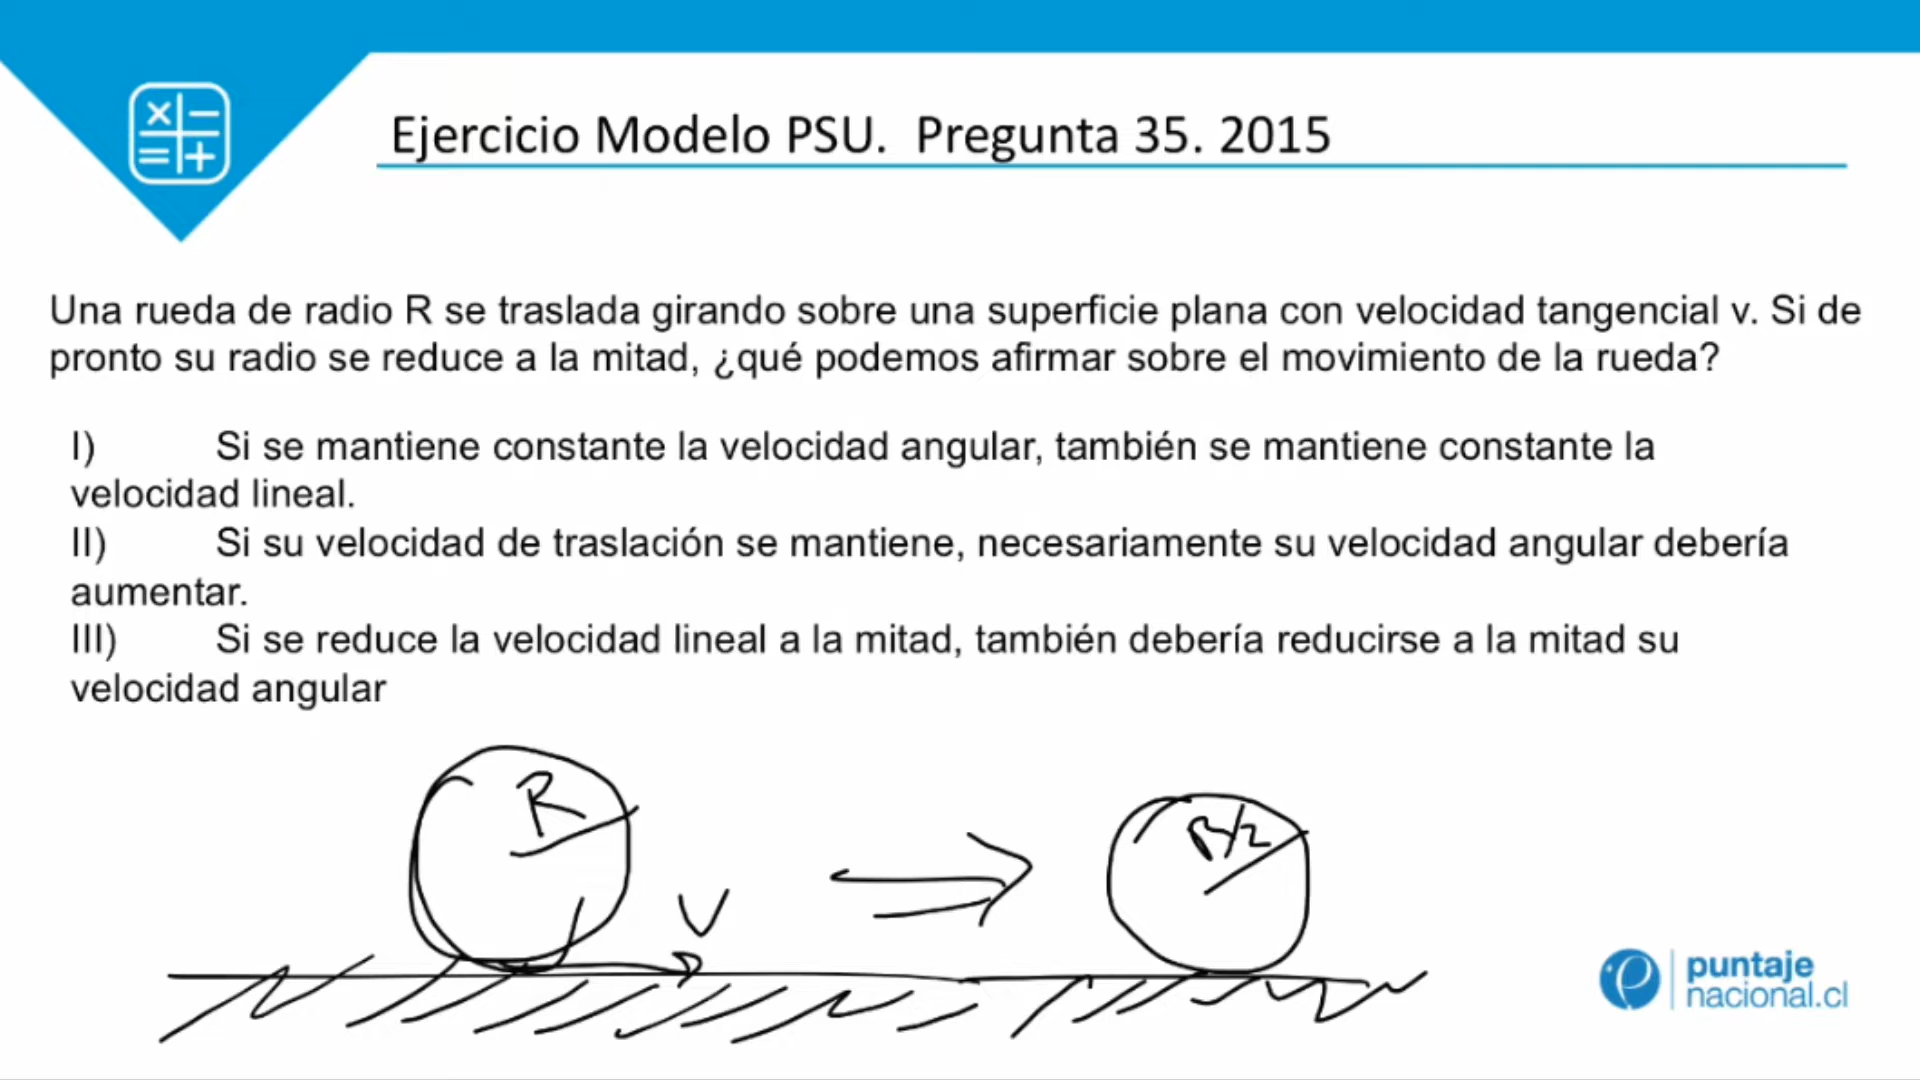 Ejercicio Modelo PSU. Pregunta 35. 2015
Una rueda de radio R se traslada girando sobre una superficie plana con velocidad tangencial v. Si de
pronto su radio se reduce a la mitad, ¿qué podemos afirmar sobre el movimiento de la rueda?
I) Si se mantiene constante la velocidad angular, también se mantiene constante la
velocidad lineal.
II) Si su velocidad de traslación se mantiene, necesariamente su velocidad angular debería
aumentar.
III) Si se reduce la velocidad lineal a la mitad, también debería reducirse a la mitad su
velocidad angular
R
R/2
V
puntaje
nacional.cl